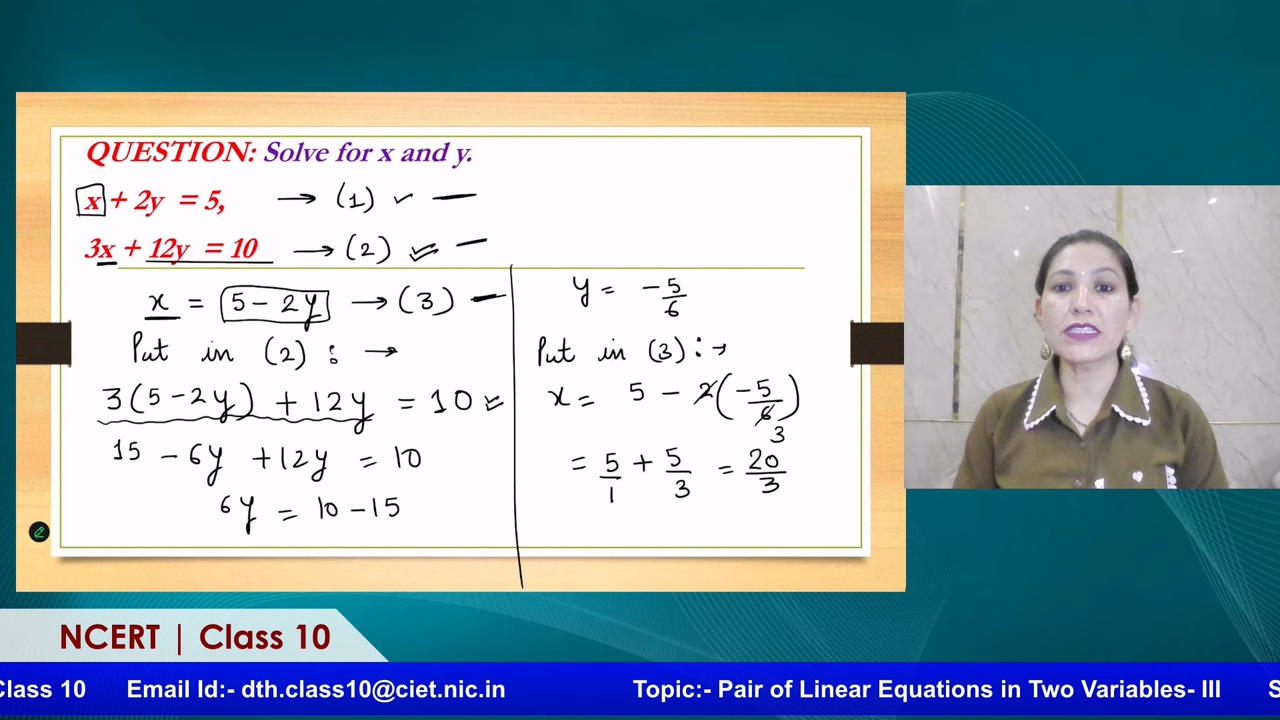 QUESTION: Solve for x and y.
x + 2y = 5, → (1) ✓ —
3x + 12y = 10 → (2) ✓ —
x = 5 - 2y → (3) —
Put in (2) : →
3(5 - 2y) + 12y = 10 ✓
15 - 6y + 12y = 10
6y = 10 - 15
y = -5/6
Put in (3) : →
x = 5 - 2(-5/6) 3
= 5/1 + 5/3 = 20/3
NCERT | Class 10
Class 10 Email Id:- dth.class10@ciet.nic.in Topic:- Pair of Linear Equations in Two Variables- III S